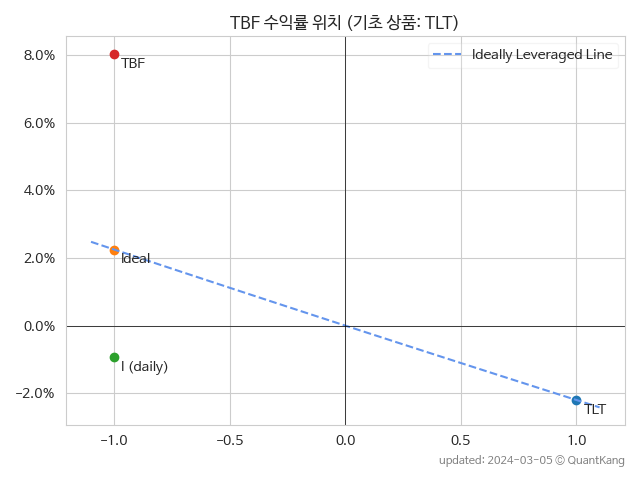 TBF 수익률 위치 (기초 상품: TLT)
Ideally Leveraged Line
8.0%
TBF
6.0%
4.0%
2.0%
Ideal
0.0%
I (daily)
−2.0%
TLT
−1.0
−0.5
0.0
0.5
1.0
updated: 2024-03-05 © QuantKang